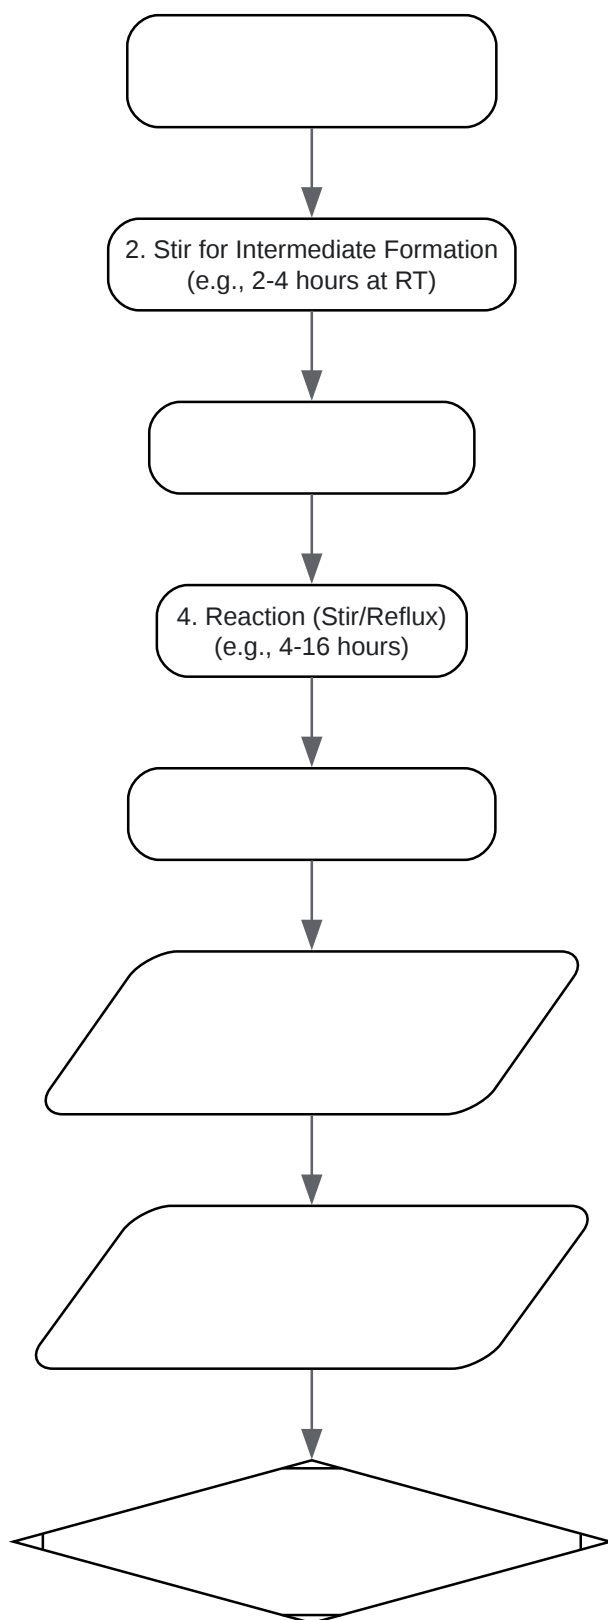 2. Stir for Intermediate Formation
(e.g., 2-4 hours at RT)
4. Reaction (Stir/Reflux)
(e.g., 4-16 hours)